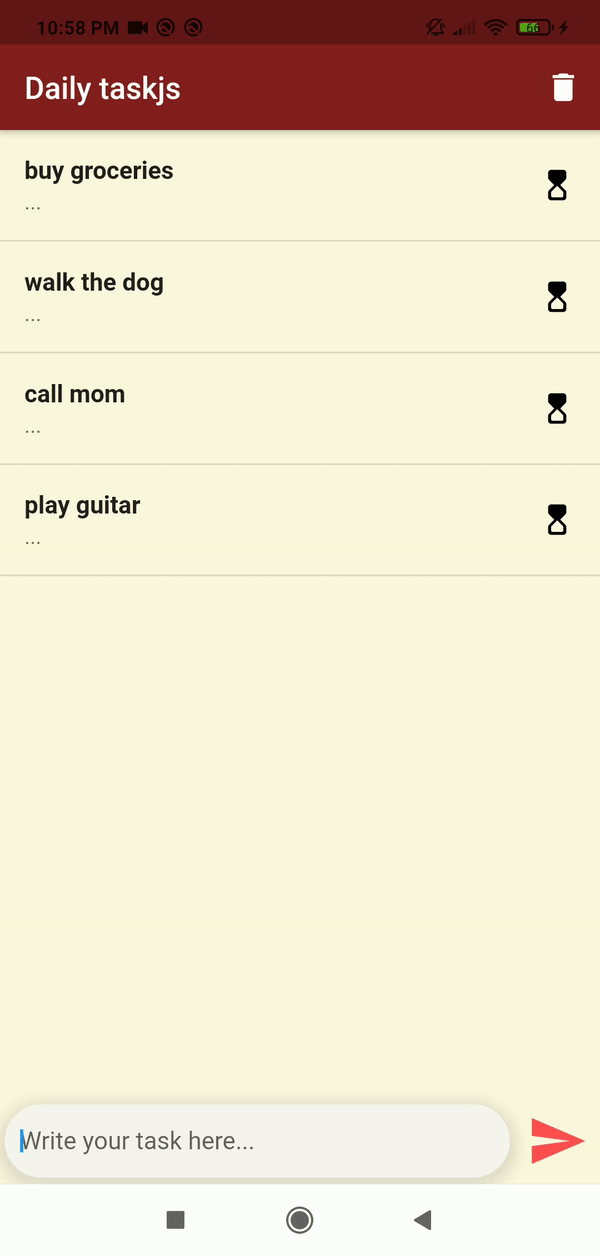 10:58 PM
66
Daily taskjs
buy groceries
...
walk the dog
...
call mom
...
play guitar
...
Write your task here...